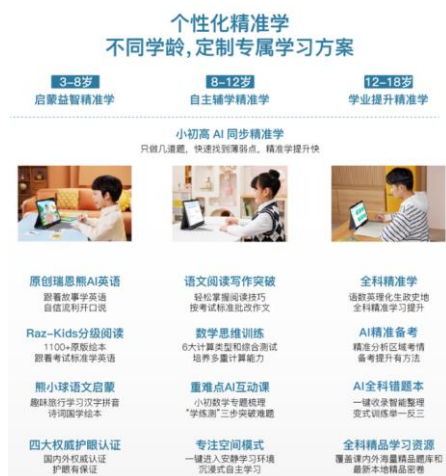 个性化精准学
不同学龄,定制专属学习方案
3-8岁
启蒙益智精准学
8-12岁
自主辅学精准学
12-18岁
学业提升精准学
小初高 AI 同步精准学
只做几道题、快速找到薄弱点、精准学提升快
原创瑞恩熊AI英语
跟着故事学英语
自信流利开口说
语文阅读写作突破
轻松掌握阅读技巧
按考试标准批改作文
全科精准学
语数英理化生政史地
全科精准学习提升
Raz-Kids分级阅读
1100+原版绘本
跟着考试标准学英语
数学思维训练
6大计算类型和综合测试
培养多重计算能力
AI精准备考
精准分析区域考情
备考提升有方法
熊小球语文启蒙
趣味旅行学习汉字拼音
诗词国学绘本
重难点AI互动课
小初数学专题梳理
"学练测"三步突破难题
AI全科错题本
一键收录智能整理
变式训练举一反三
四大权威护眼认证
国内外权威认证
护眼有保证
专注空间模式
一键进入安静学习环境
沉浸式自主学习
全科精品学习资源
覆盖课内外海量精品题库和
最新本地精品密卷